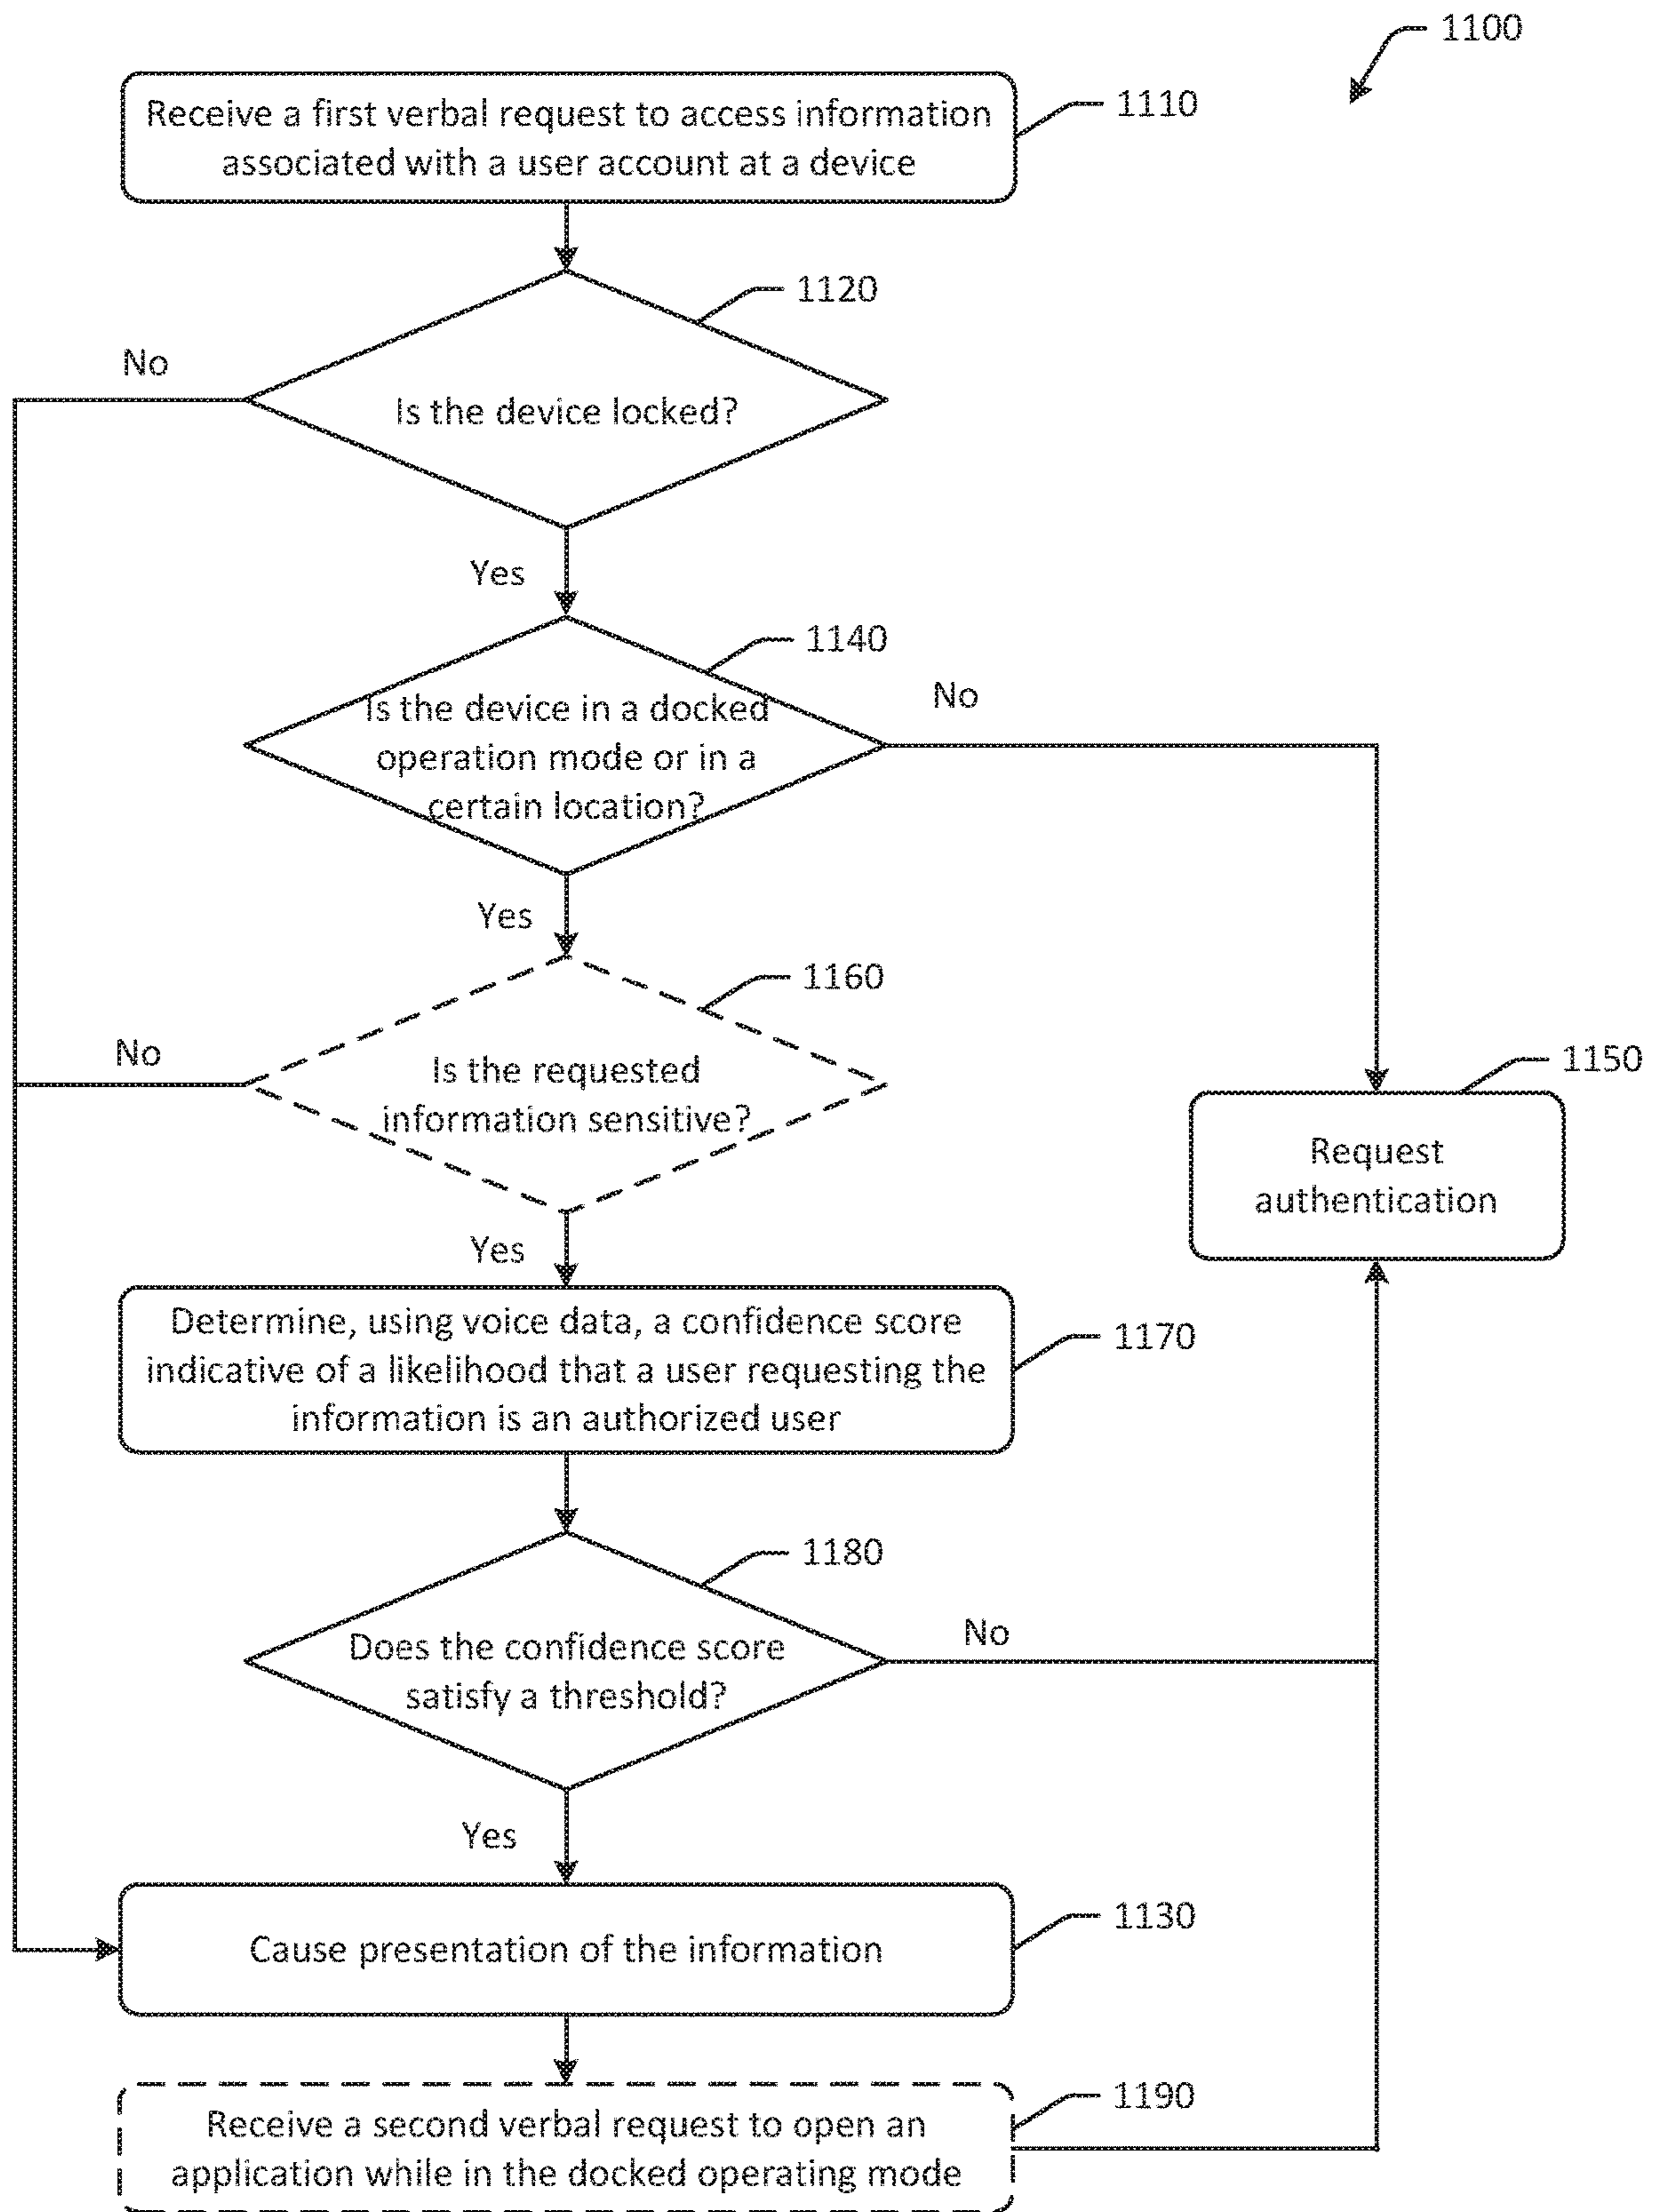 1100
Receive a first verbal request to access information
associated with a user account at a device
1110
1120
No
Is the device locked?
Yes
1140
No
Is the device in a docked
operation mode or in a
certain location?
Yes
1160
No
Is the requested
information sensitive?
1150
Request
authentication
Yes
Determine, using voice data, a confidence score
indicative of a likelihood that a user requesting the
information is an authorized user
1170
1180
No
Does the confidence score
satisfy a threshold?
Yes
1130
Cause presentation of the information
1190
Receive a second verbal request to open an
application while in the docked operating mode